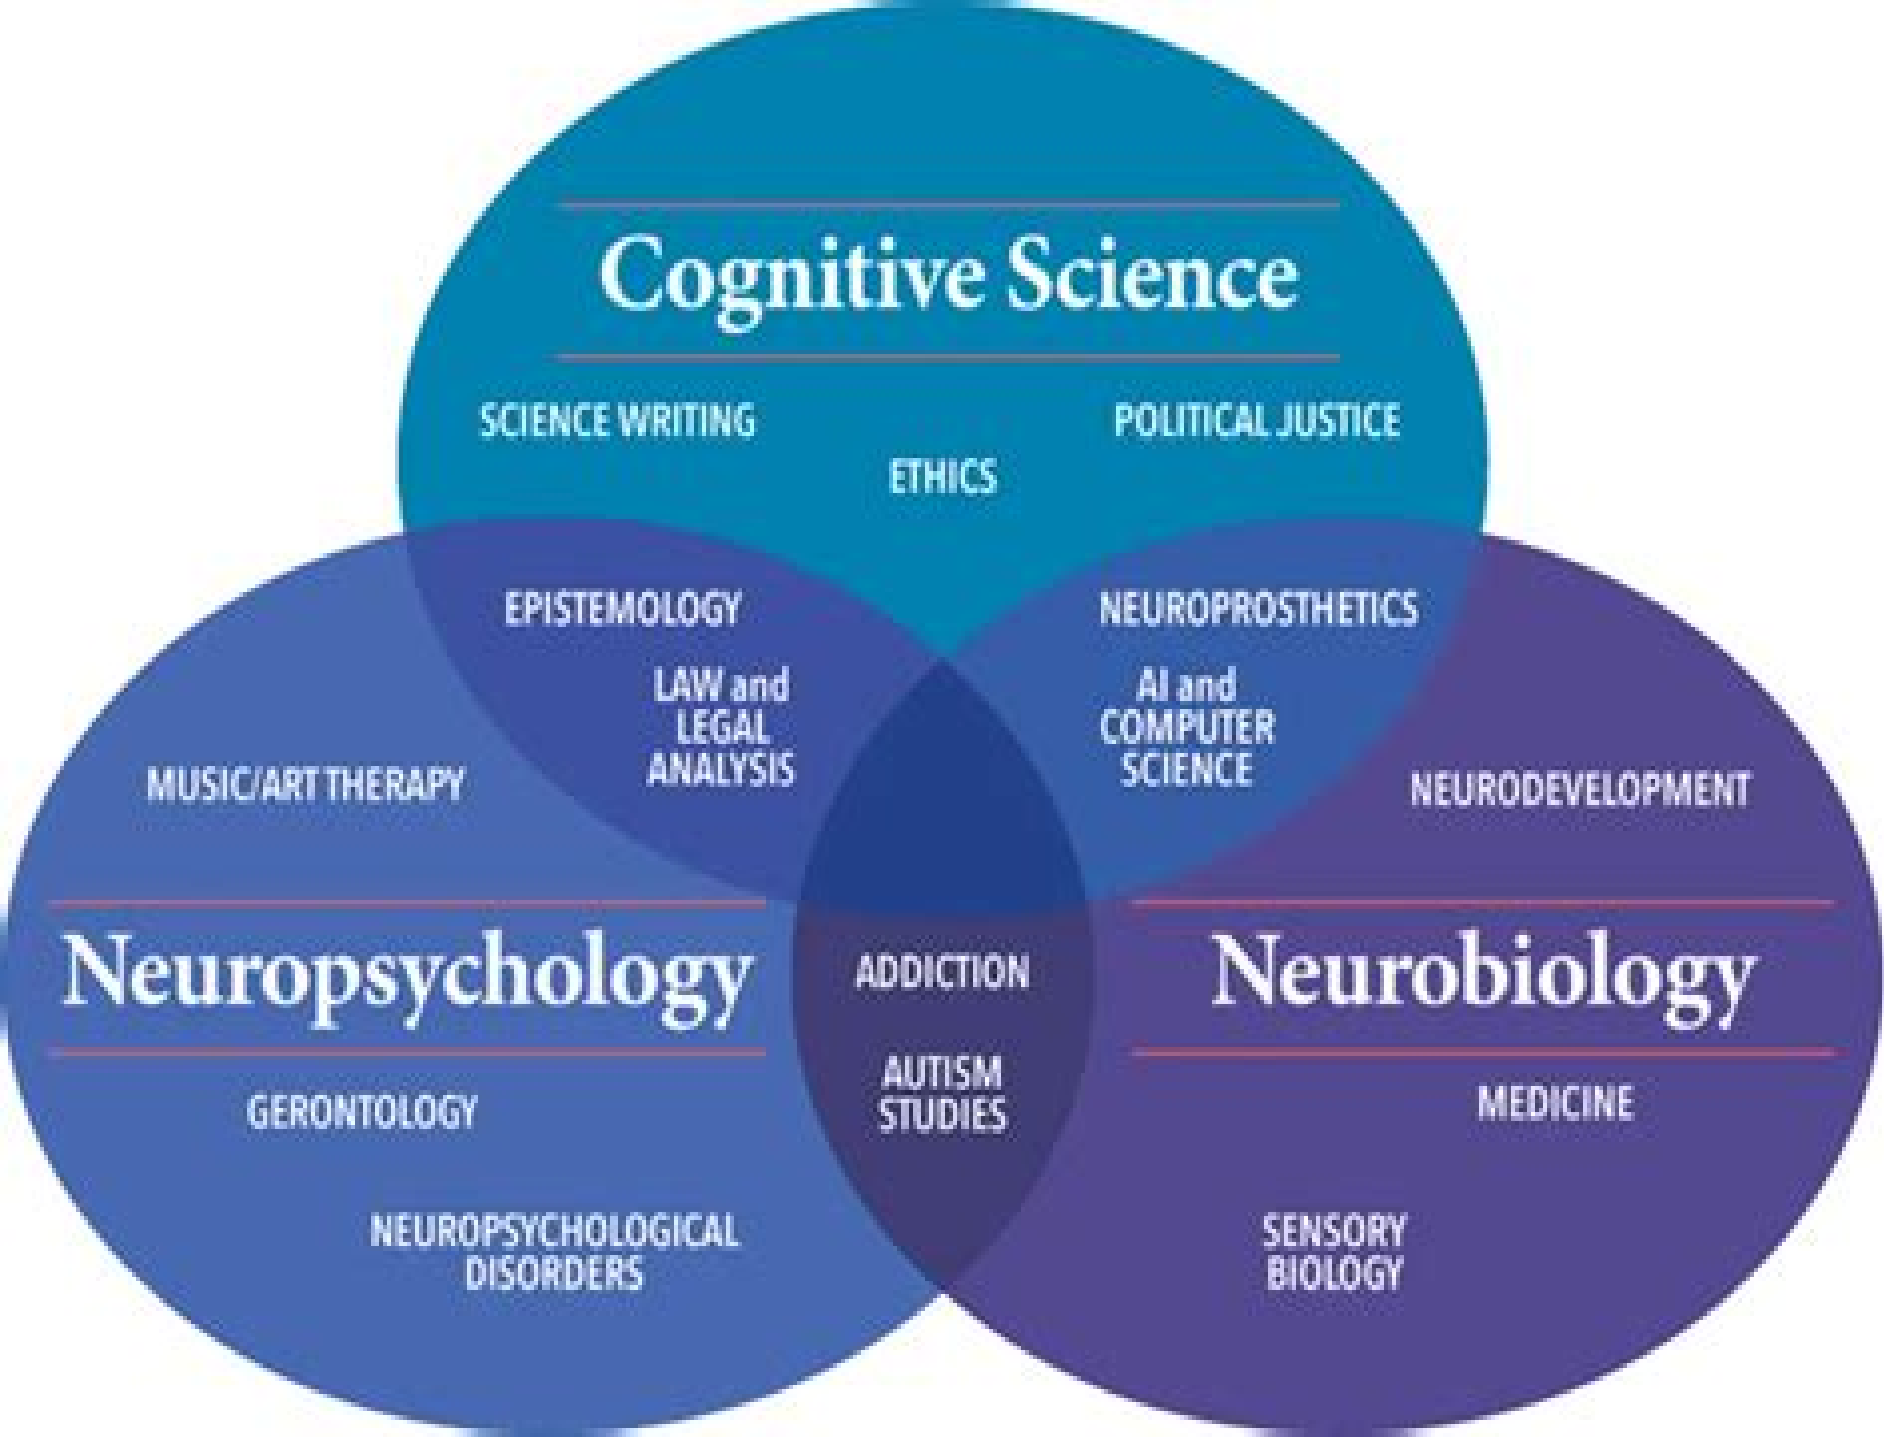 Cognitive Science
SCIENCE WRITING
POLITICAL JUSTICE
ETHICS
EPISTEMOLOGY
LAW and
LEGAL
ANALYSIS
NEUROPROSTHETICS
AI and
COMPUTER
SCIENCE
MUSIC/ART THERAPY
NEURODEVELOPMENT
Neuropsychology
ADDICTION
Neurobiology
AUTISM
STUDIES
GERONTOLOGY
MEDICINE
NEUROPSYCHOLOGICAL
DISORDERS
SENSORY
BIOLOGY